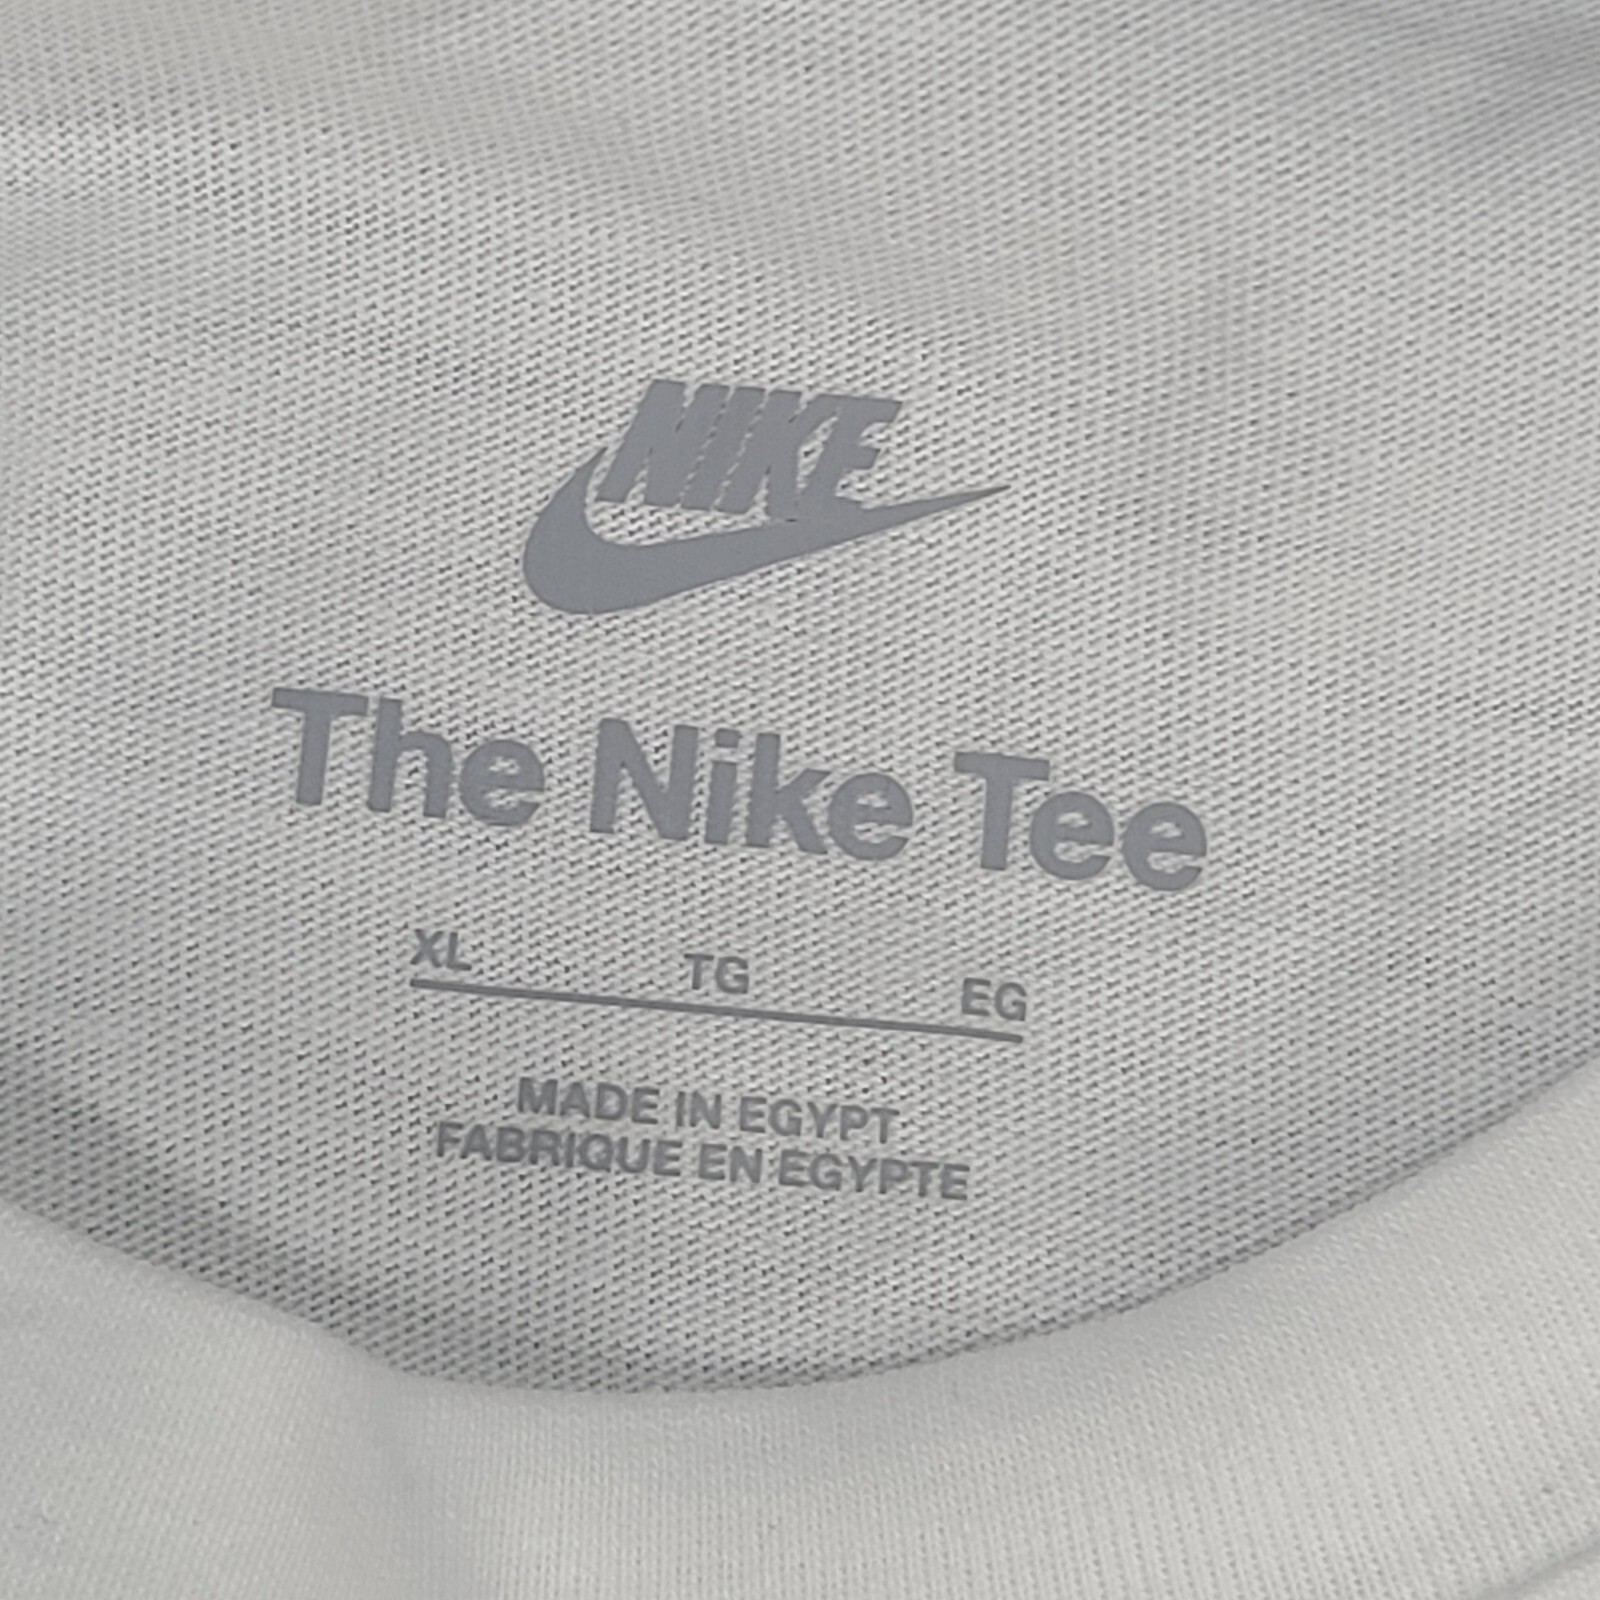 NIKE
The Nike Tee
XL TG EG
MADE IN EGYPT
FABRIQUE EN EGYPTE